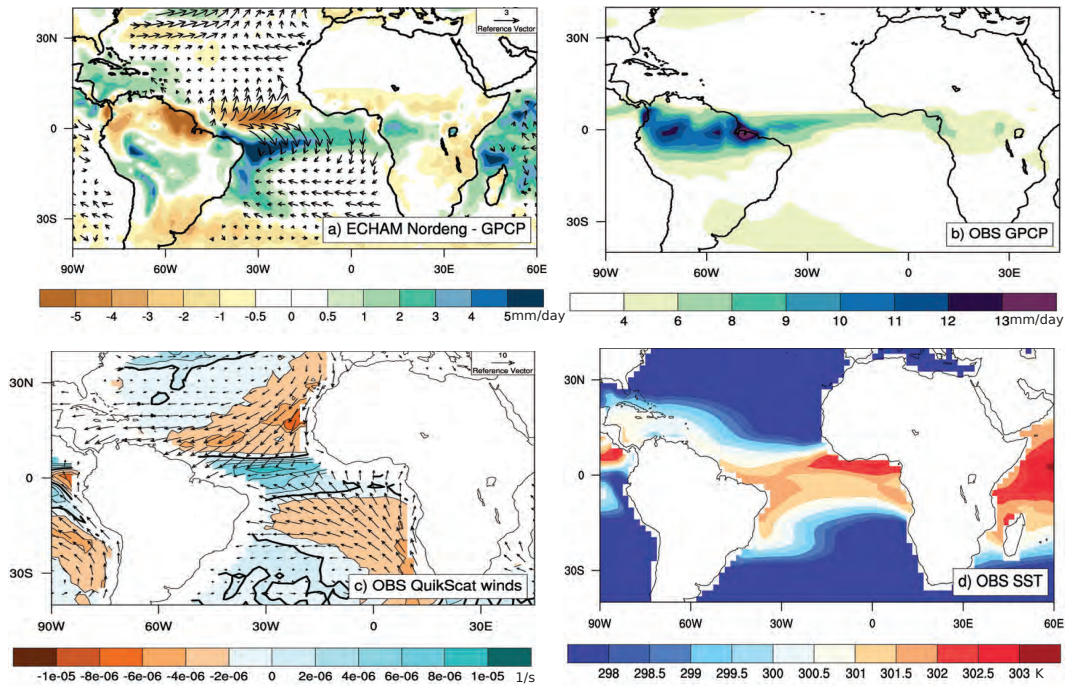 3
Reference Vector
30N
0
30S
a) ECHAM Nordeng - GPCP
90W 60W 30W 0 30E 60E
-5 -4 -3 -2 -1 -0.5 0 0.5 1 2 3 4 5 mm/day
30N
0
30S
b) OBS GPCP
90W 60W 30W 0 30E
4 6 8 9 10 11 12 13 mm/day
10
Reference Vector
30N
0
30S
c) OBS QuikScat winds
90W 60W 30W 0 30E
-1e-05 -8e-06 -6e-06 -4e-06 -2e-06 0 2e-06 4e-06 6e-06 8e-06 1e-05 1/s
30N
0
30S
d) OBS SST
90W 60W 30W 0 30E 60E
298 298.5 299 299.5 300 300.5 301 301.5 302 302.5 303 K